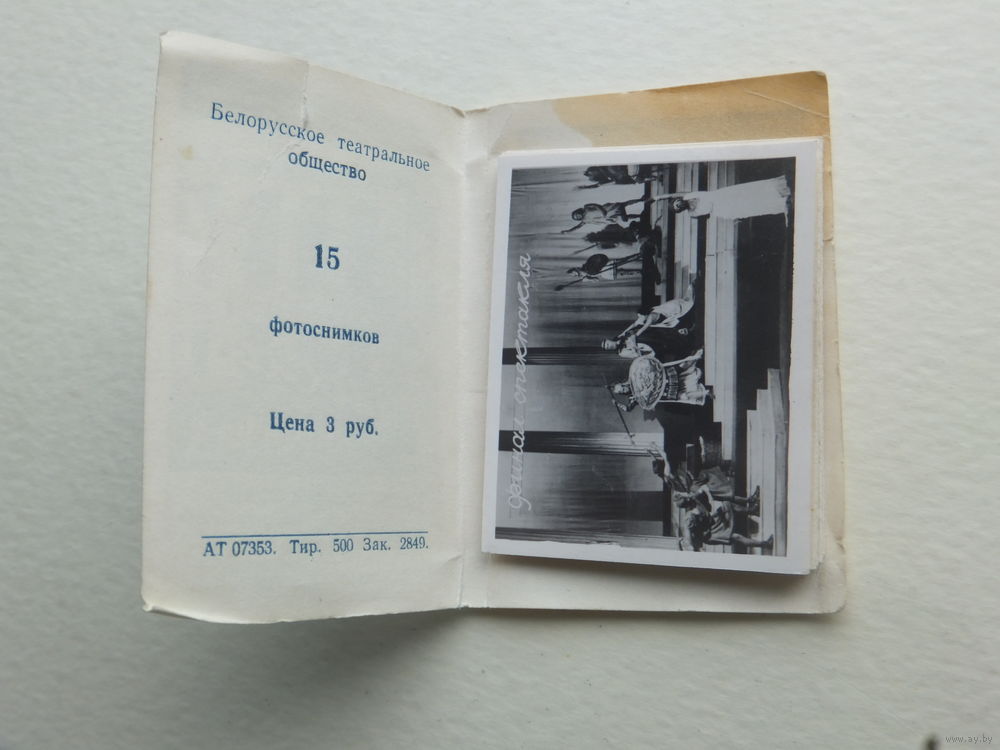 Белорусское театральное
общество
15
фотоснимков
Цена 3 руб.
АТ 07353. Тир. 500 Зак. 2849.
финал спектакля
www.ay.by